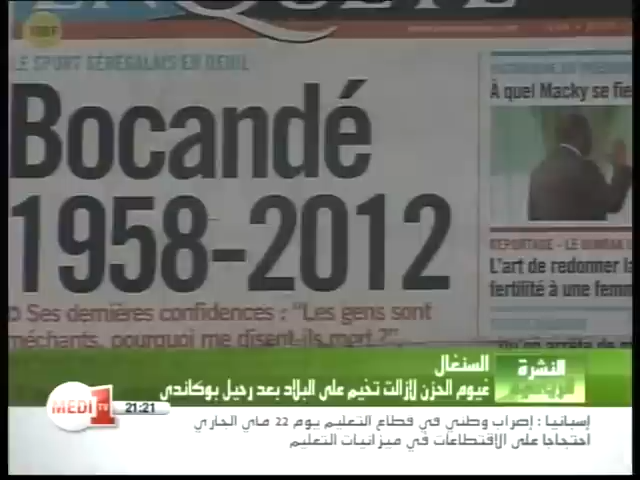 ENQUÊTE
LE SPORT SÉNÉGALAIS EN DEUIL
Bocandé
1958-2012
Ses dernières confidences : "Les gens sont
méchants, pourquoi me disent-ils mort ?"
À quel Macky se fie
REPORTAGE - LE
L'art de redonner la
fertilité à une femm
النشرة
السنغال
غيوم الحزن لازالت تخيم على البلاد بعد رحيل بوكاندي
MEDI 1 TV
21:21
إسبانيا : إضراب وطني في قطاع التعليم يوم 22 ماي الجاري
احتجاجا على الاقتطاعات في ميزانيات التعليم